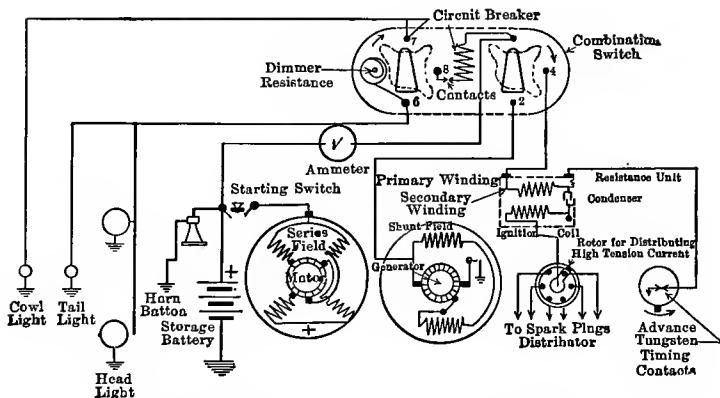 Circuit Breaker
7
Combination
Switch
Dimmer
Resistance
8
4
Contacts
6
2
V
Ammeter
Primary Winding
Resistance Unit
Secondary
Winding
Condenser
Starting Switch
Series
Field
Shunt Field
Ignition Coil
Rotor for Distributing
High Tension Current
Motor
Generator
+
+
Cowl
Light
Tail
Light
Horn
Button
Storage
Battery
To Spark Plugs
Distributor
Advance
Tungsten
Timing
Contacts
Head
Light